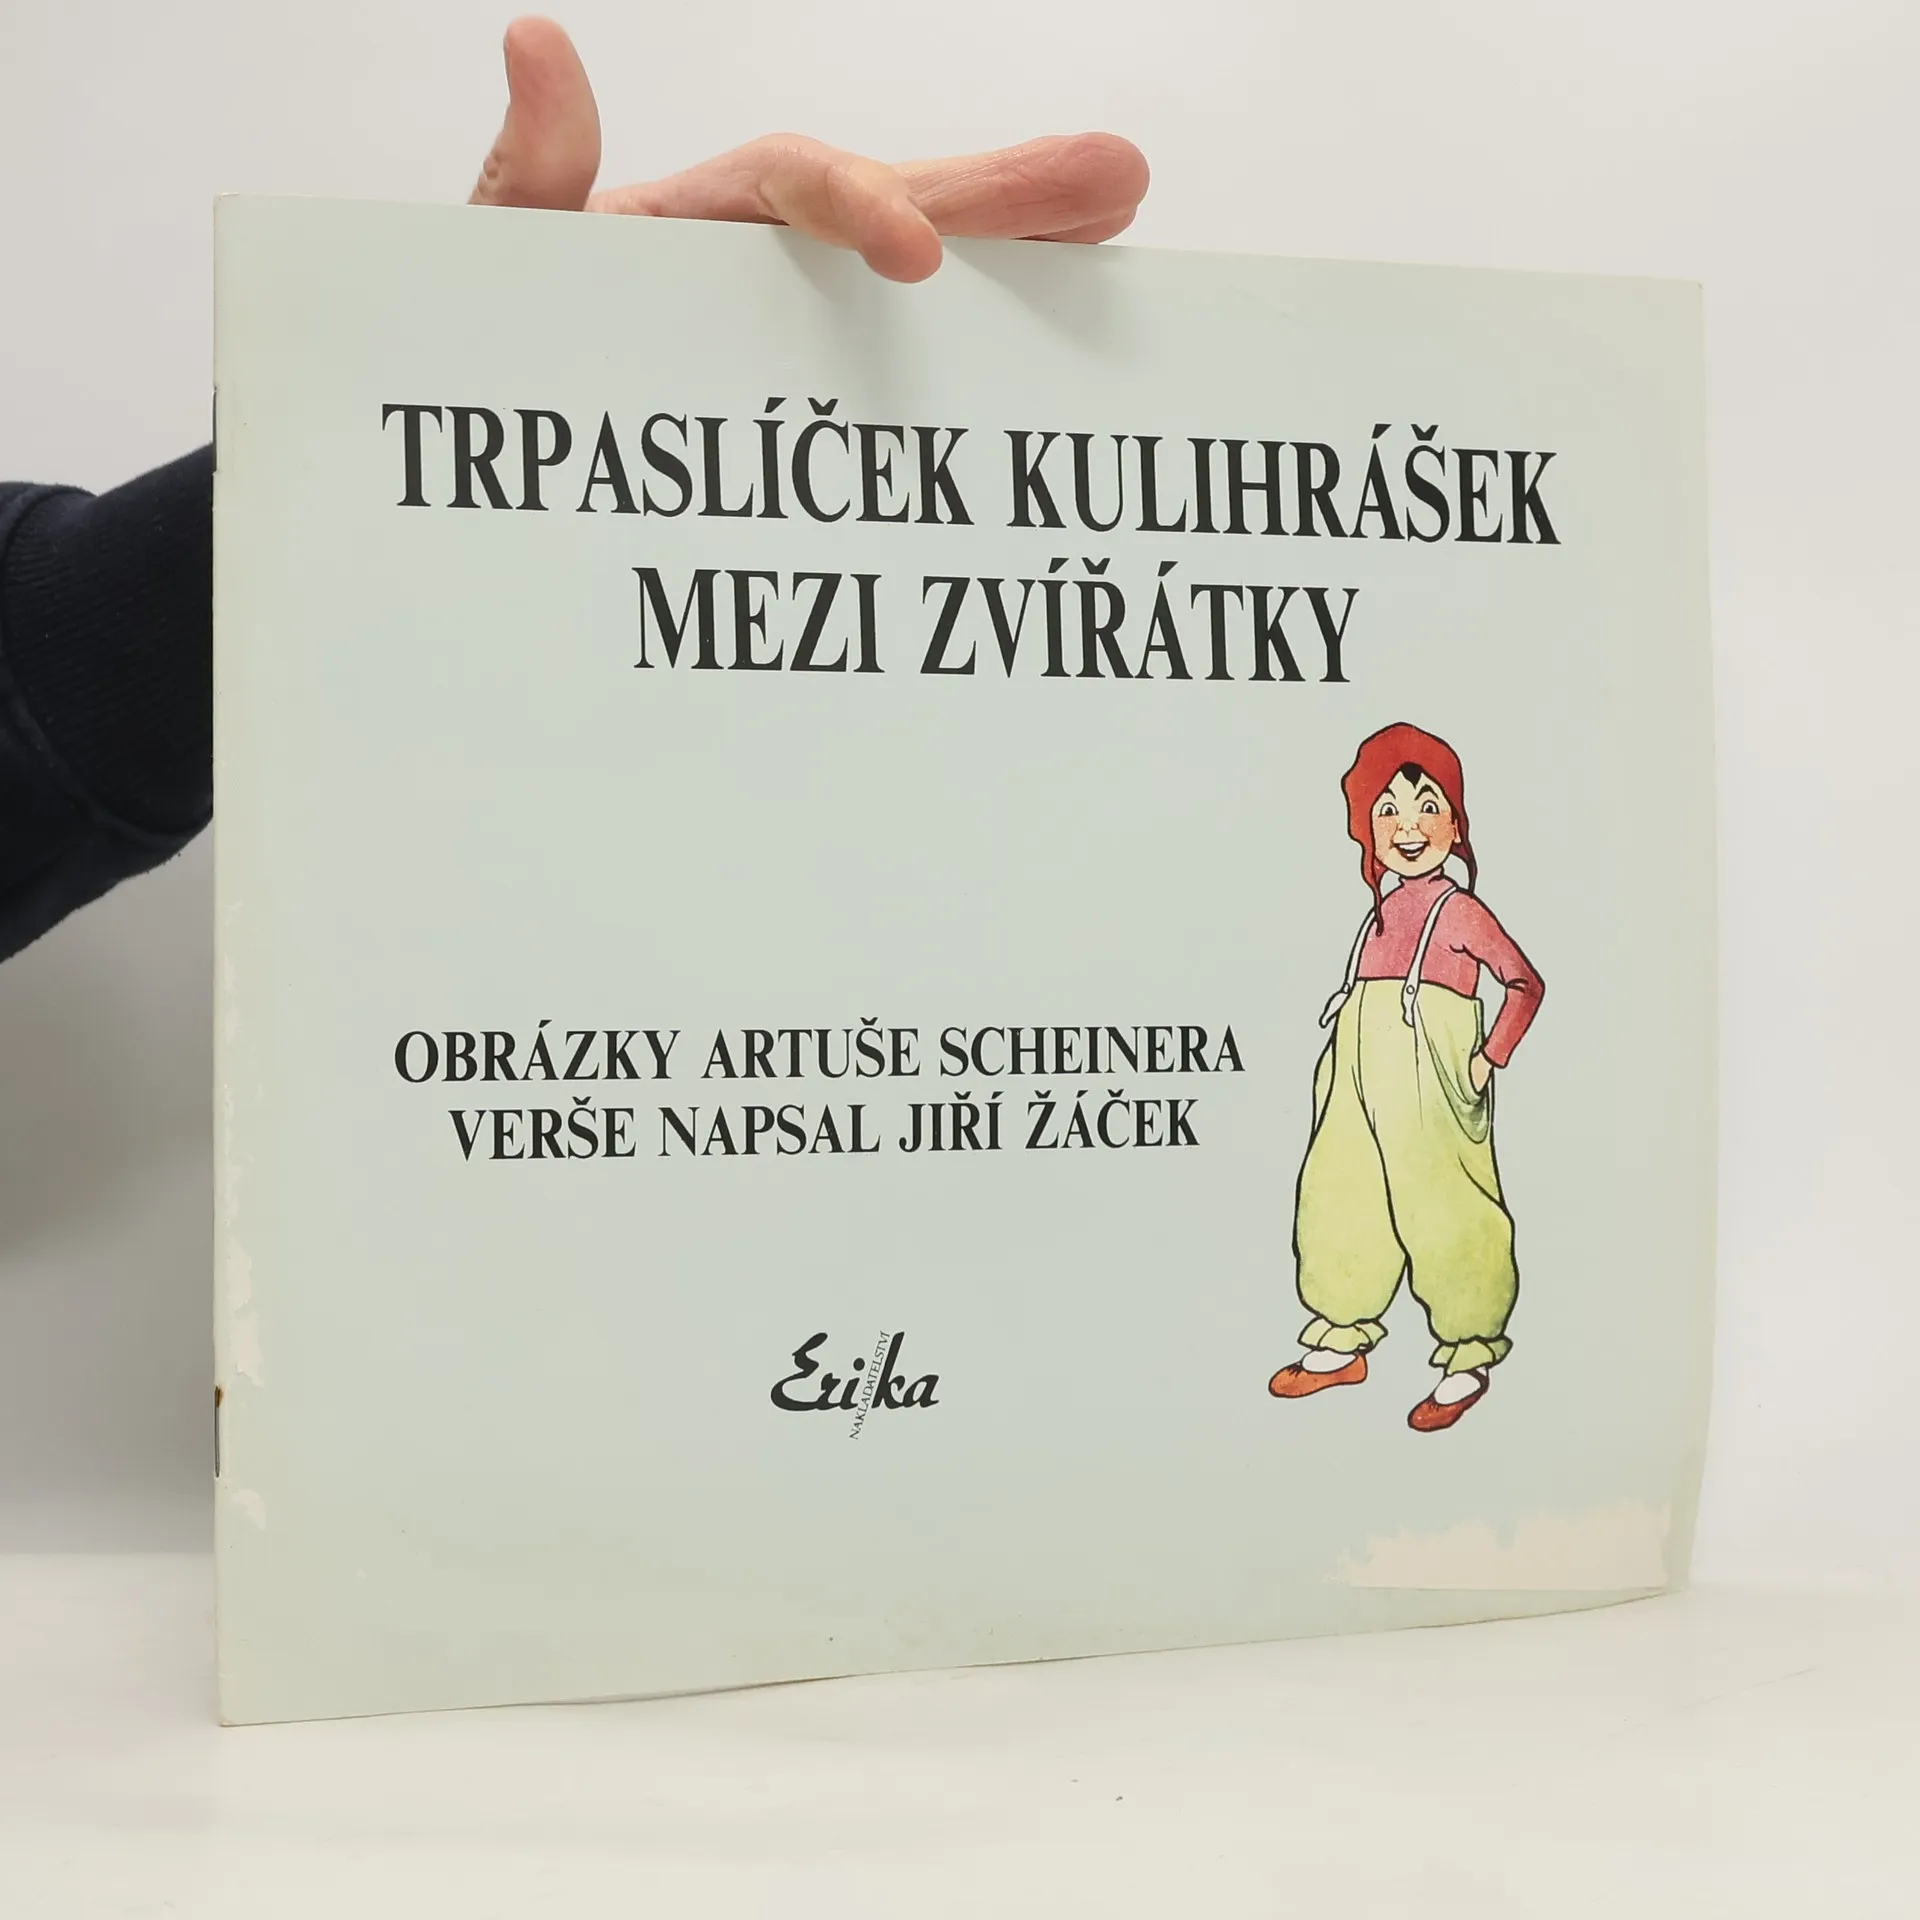 TRPASLÍČEK KULIHRÁŠEK
MEZI ZVÍŘÁTKY
OBRÁZKY ARTUŠE SCHEINERA
VERŠE NAPSAL JIŘÍ ŽÁČEK
Erika
NAKLADATELSTVÍ